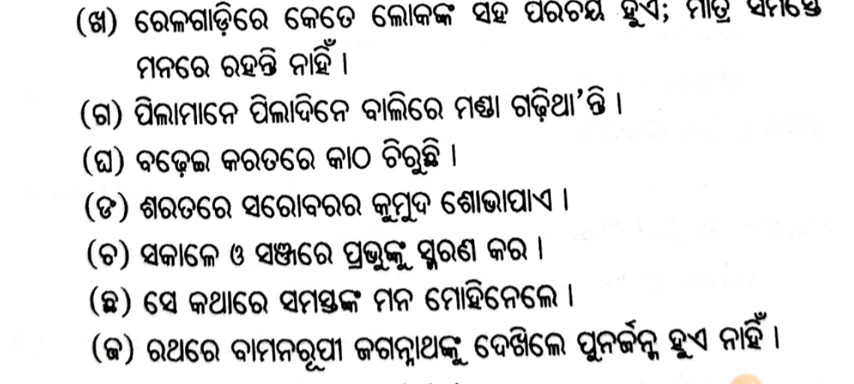 (ଖ) ରେଳଗାଡ଼ିରେ କେତେ ଲୋକଙ୍କ ସହ ପରିଚୟ ହୁଏ; ମାତ୍ର ସମସ୍ତେ
ମନରେ ରହନ୍ତି ନାହିଁ ।
(ଗ) ପିଲାମାନେ ପିଲାଦିନେ ବାଲିରେ ମଣ୍ଡା ଗଢ଼ିଥା’ନ୍ତି ।
(ଘ) ବଢ଼େଇ କରତରେ କାଠ ଚିରୁଛି ।
(ଙ) ଶରତରେ ସରୋବରର କୁମୁଦ ଶୋଭାପାଏ ।
(ଚ) ସକାଳେ ଓ ସଞ୍ଜରେ ପ୍ରଭୁଙ୍କୁ ସ୍ମରଣ କର ।
(ଛ) ସେ କଥାରେ ସମସ୍ତଙ୍କ ମନ ମୋହିନେଲେ ।
(ଜ) ରଥରେ ବାମନରୂପୀ ଜଗନ୍ନାଥଙ୍କୁ ଦେଖିଲେ ପୁନର୍ଜନ୍ମ ହୁଏ ନାହିଁ ।